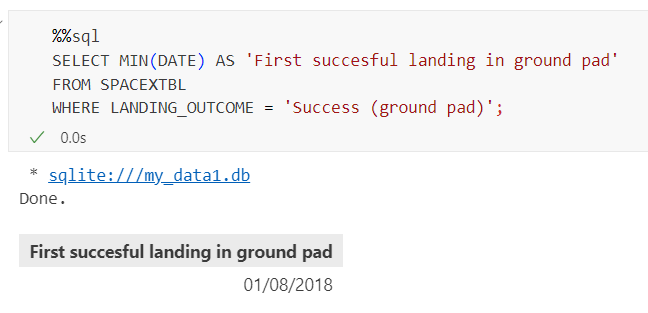 %%sql
SELECT MIN(DATE) AS 'First succesful landing in ground pad'
FROM SPACEXTBL
WHERE LANDING_OUTCOME = 'Success (ground pad)';
✓ 0.0s
* sqlite:///my_data1.db
Done.
First succesful landing in ground pad
01/08/2018